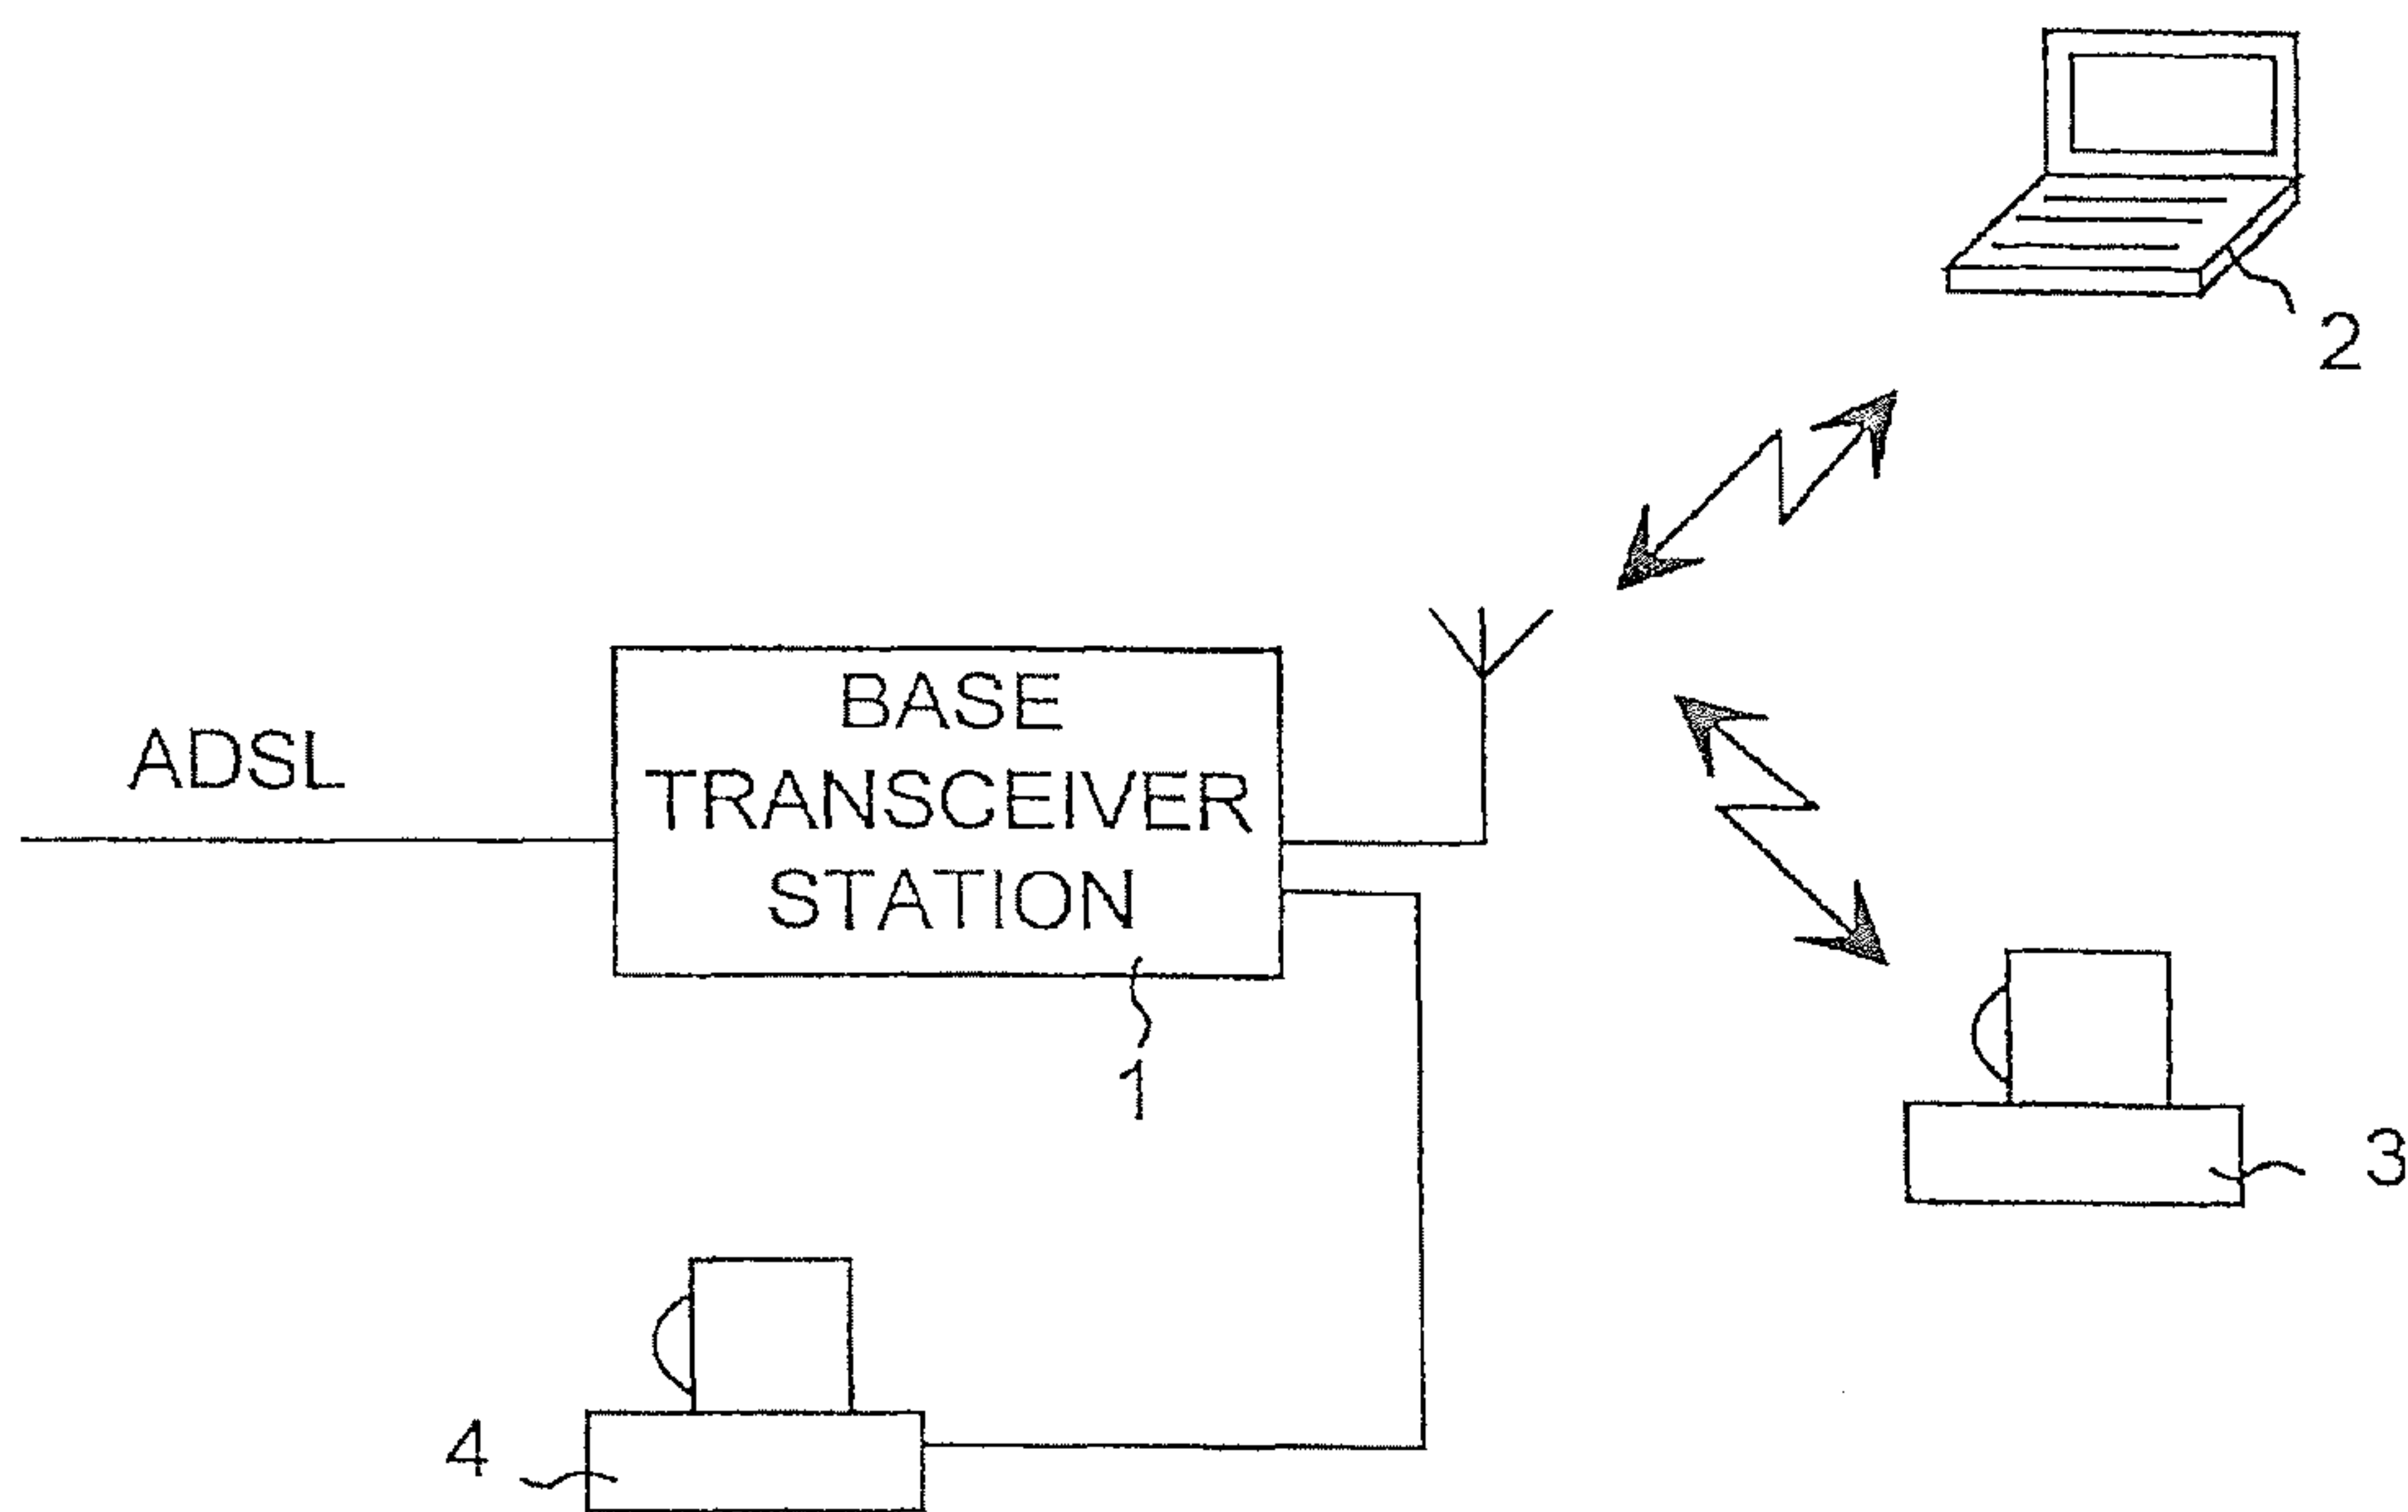 2
BASE
TRANSCEIVER
STATION
ADSL
1
3
4